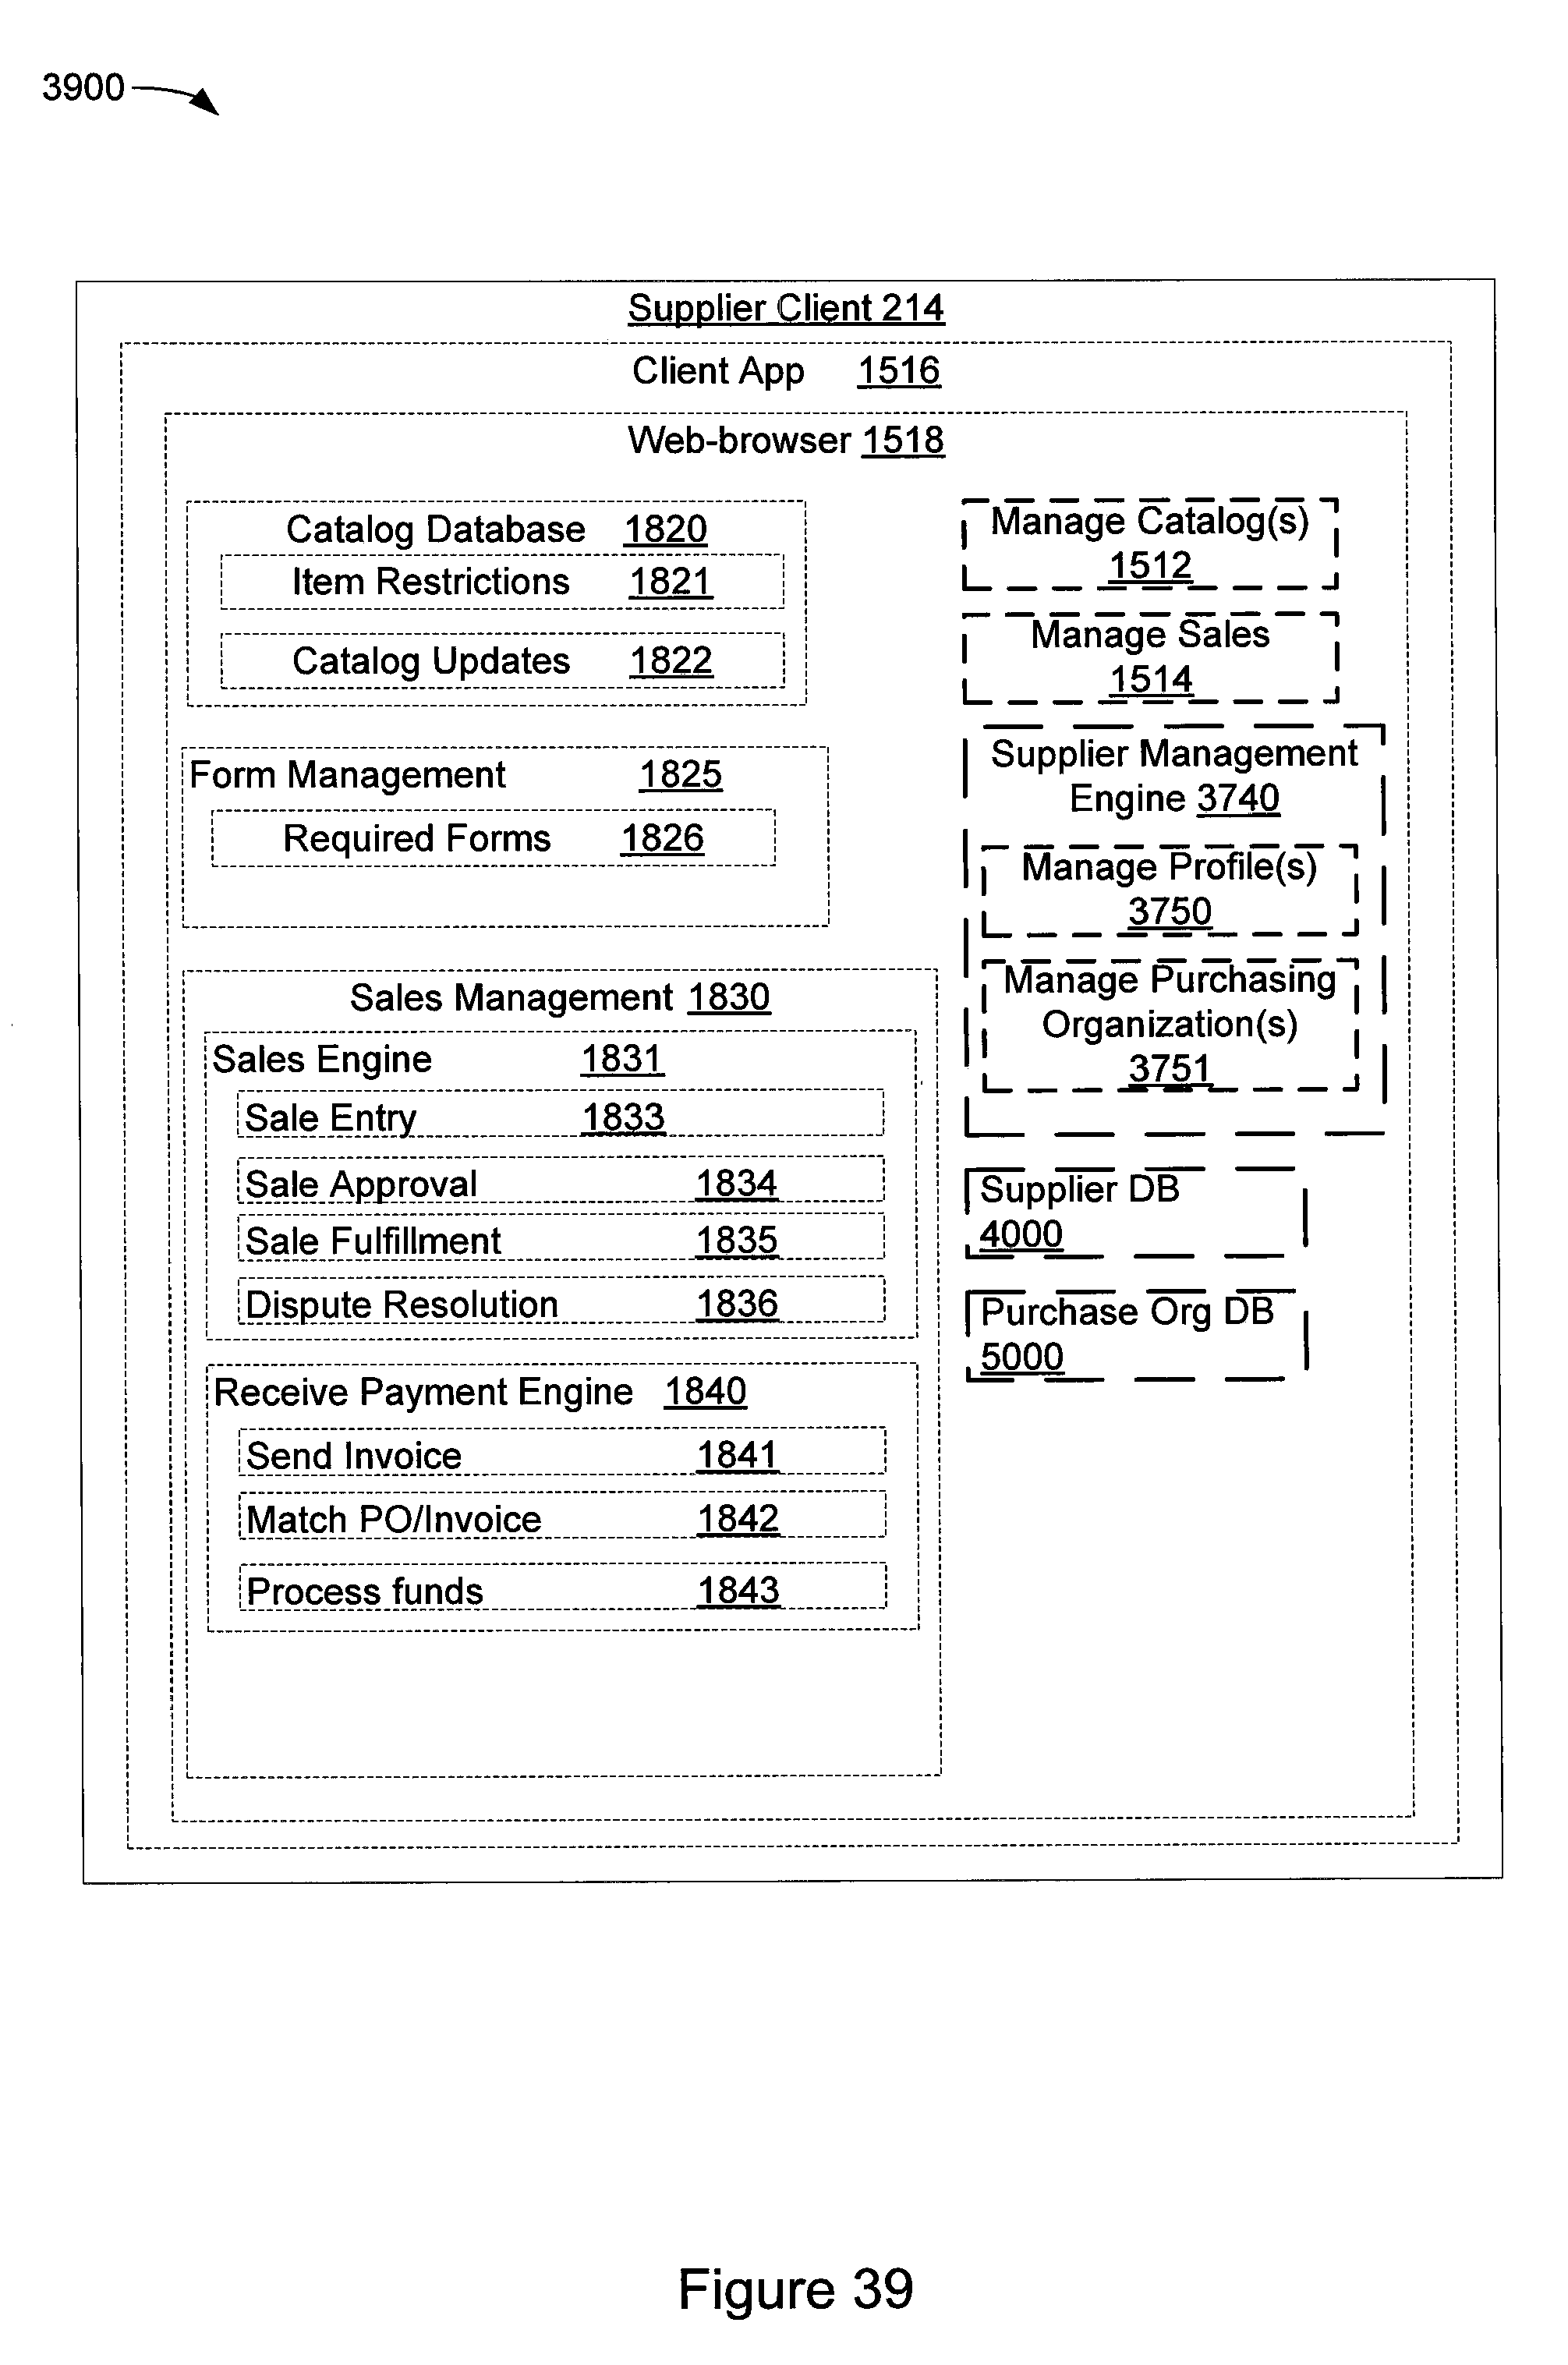 3900
Supplier Client 214
Client App 1516
Web-browser 1518
Catalog Database 1820
Item Restrictions 1821
Catalog Updates 1822
Form Management 1825
Required Forms 1826
Sales Management 1830
Sales Engine 1831
Sale Entry 1833
Sale Approval 1834
Sale Fulfillment 1835
Dispute Resolution 1836
Receive Payment Engine 1840
Send Invoice 1841
Match PO/Invoice 1842
Process funds 1843
Manage Catalog(s)
1512
Manage Sales
1514
Supplier Management
Engine 3740
Manage Profile(s)
3750
Manage Purchasing
Organization(s)
3751
Supplier DB
4000
Purchase Org DB
5000
Figure 39